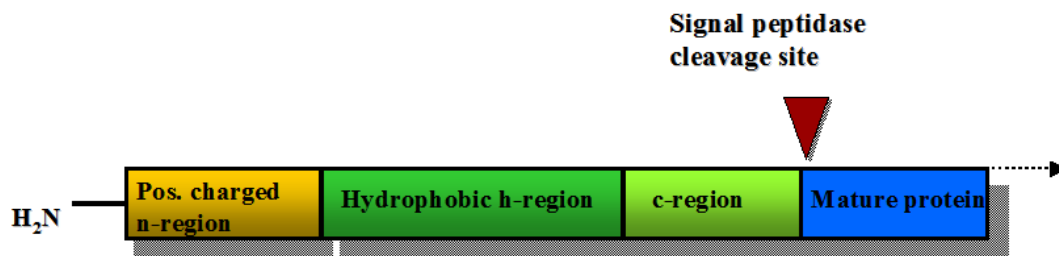 Signal peptidase
cleavage site
H₂N
Pos. charged
n-region
Hydrophobic h-region
c-region
Mature protein